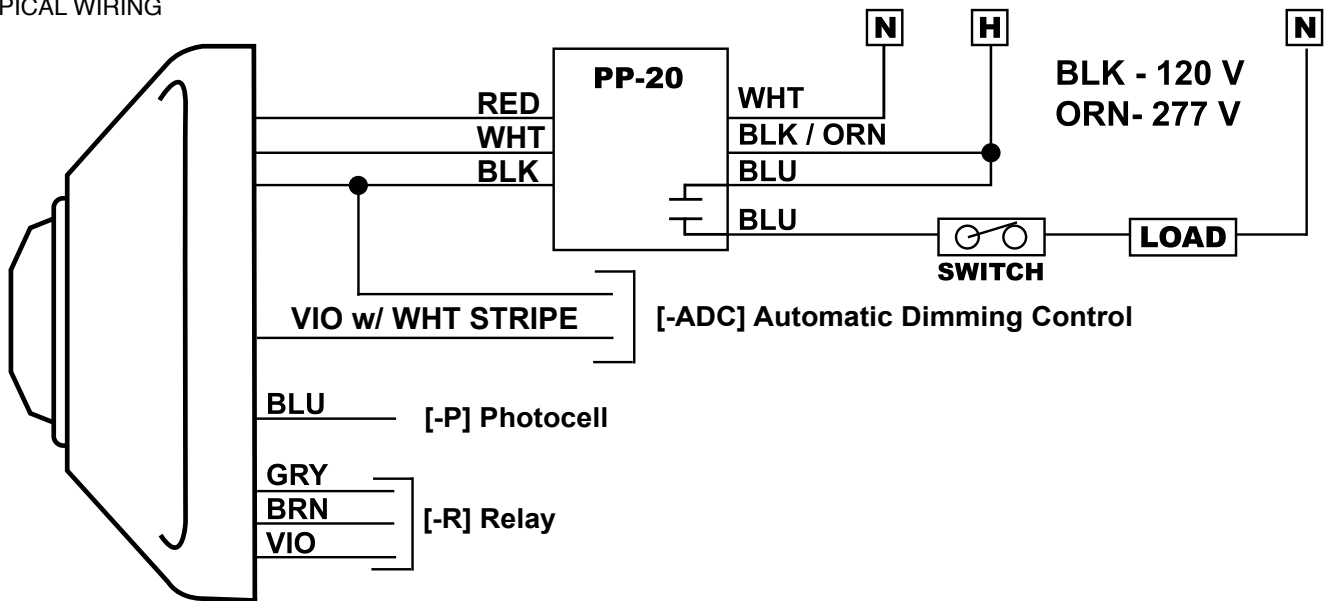 PICAL WIRING
N
H
N
PP-20
BLK - 120 V
ORN- 277 V
RED
WHT
BLK
WHT
BLK / ORN
BLU
BLU
SWITCH
LOAD
VIO w/ WHT STRIPE
[-ADC] Automatic Dimming Control
BLU
[-P] Photocell
GRY
BRN
VIO
[-R] Relay